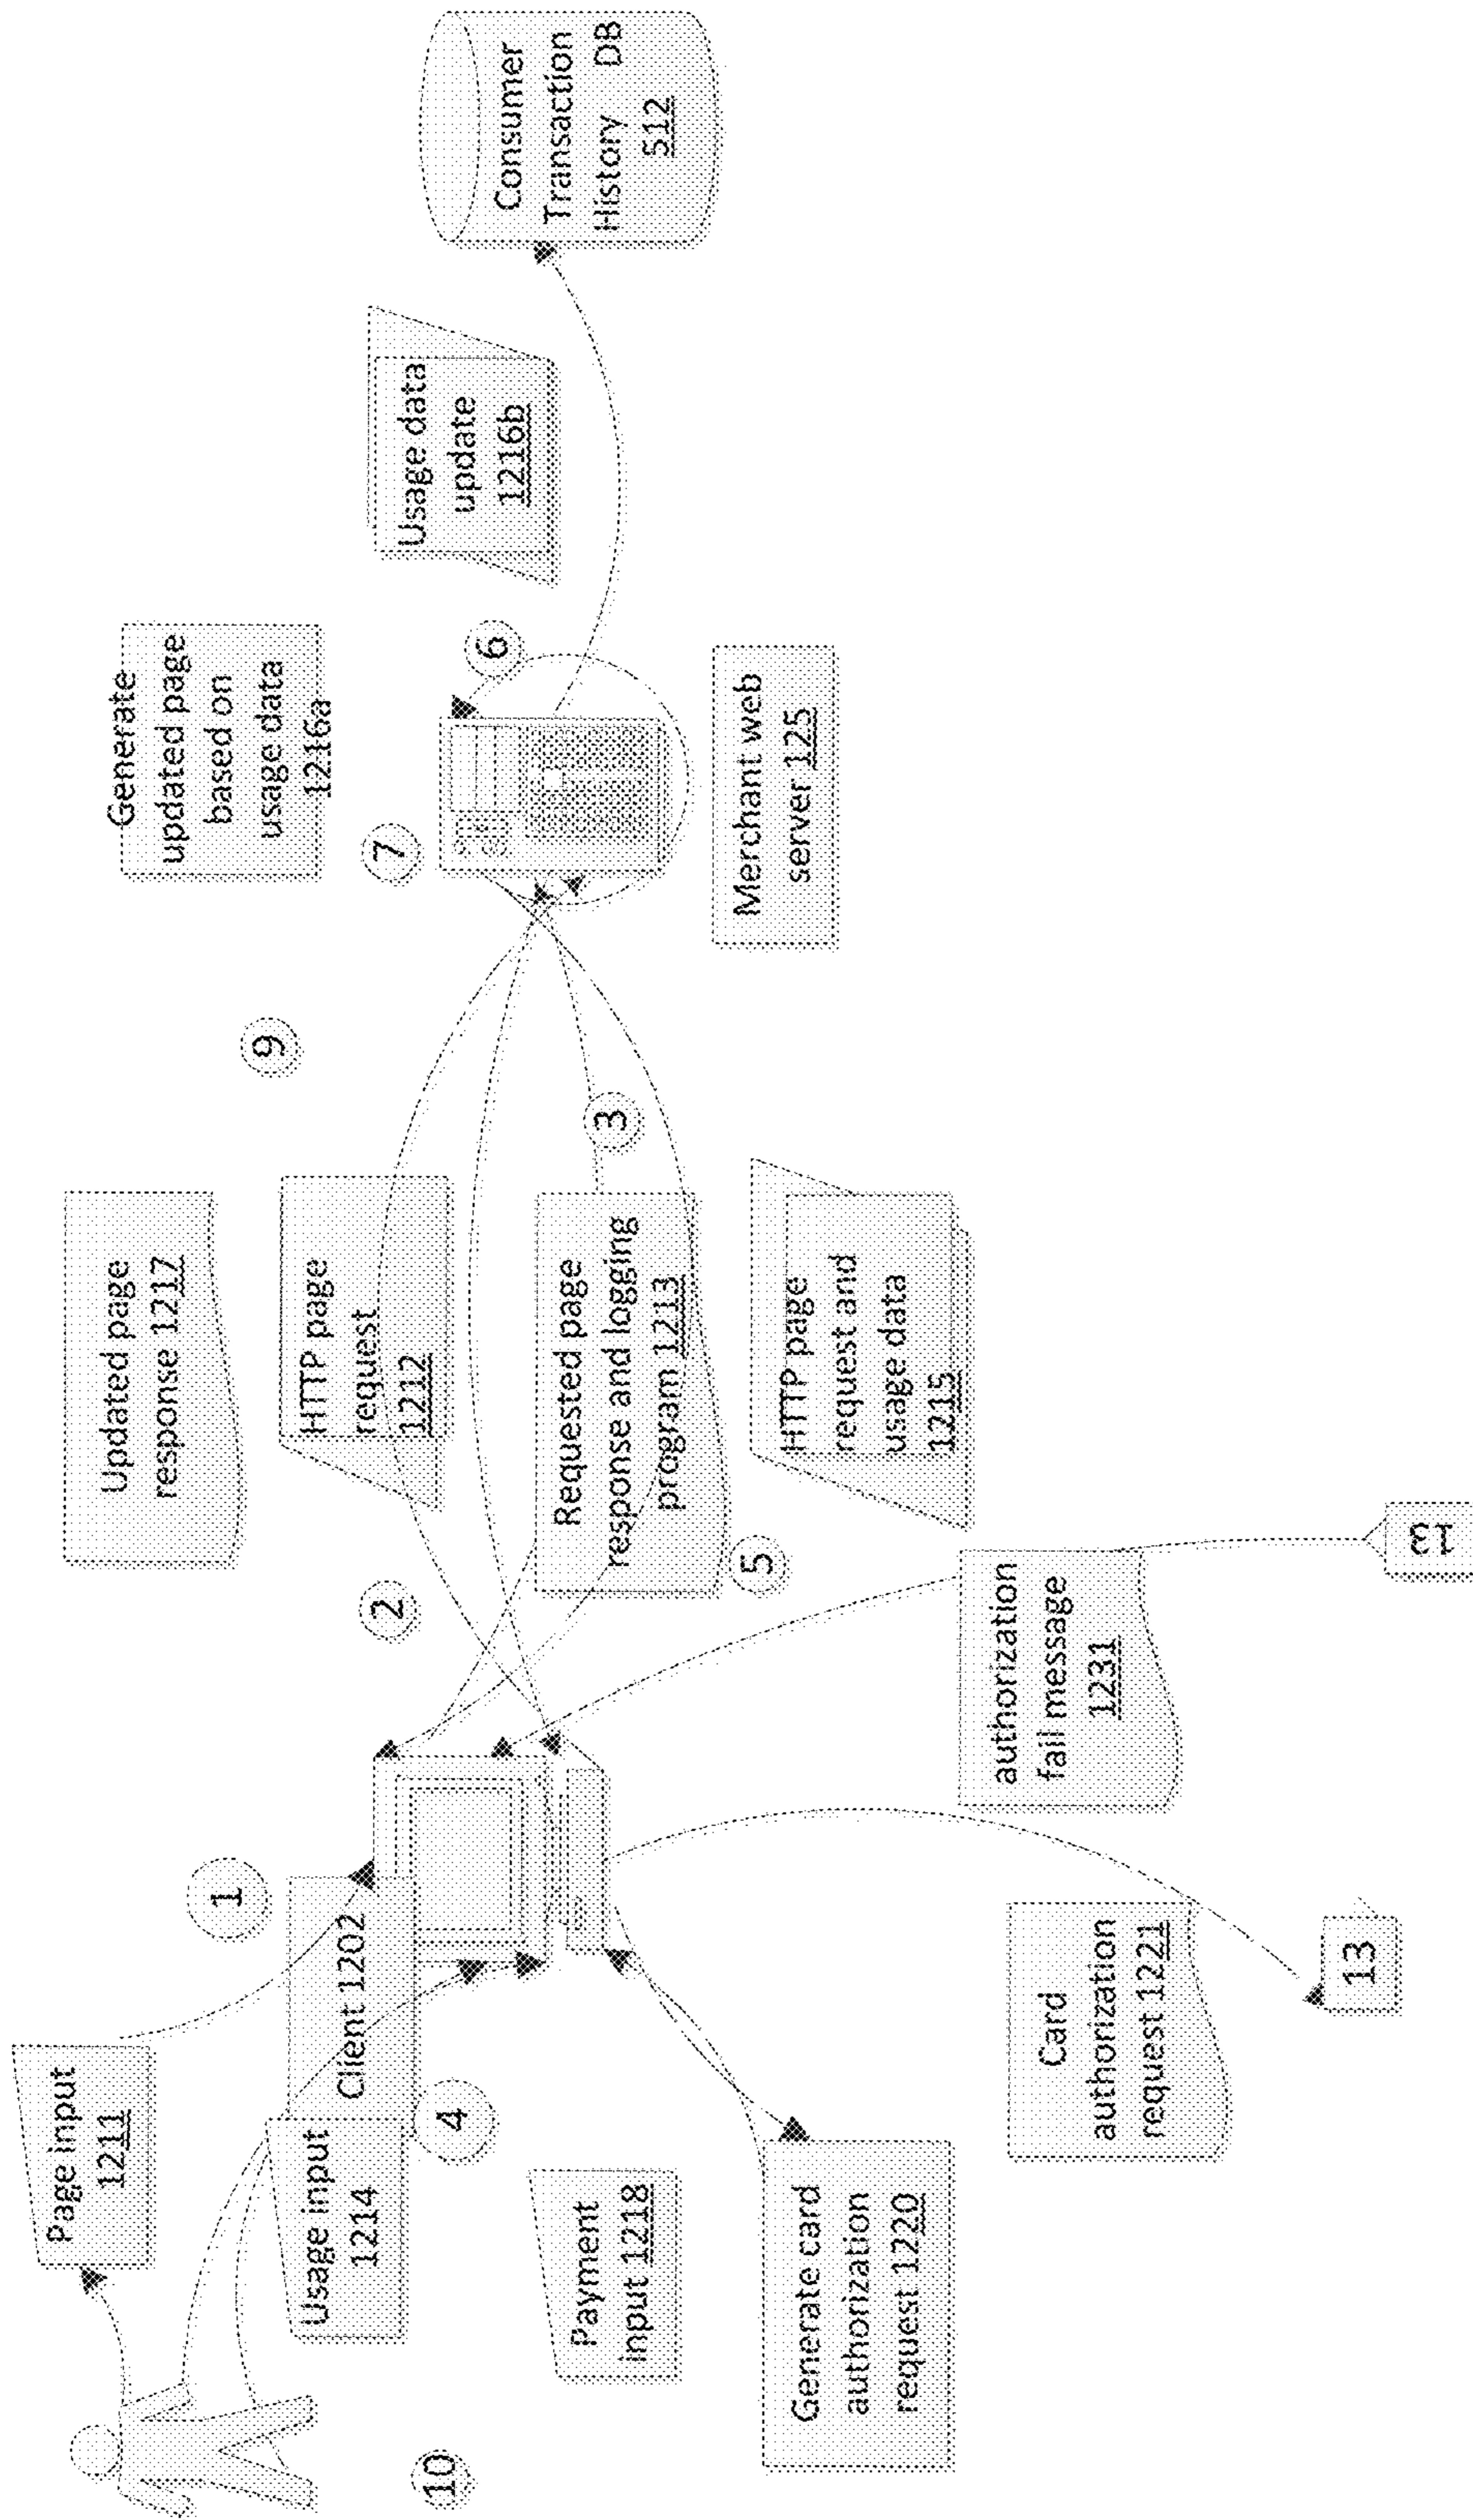 Page input
1211
1
Client 1202
Usage input
1214
4
10
Payment
input 1218
Generate card
authorization
request 1220
Card
authorization
request 1221
13
authorization
fail message
1231
13
Updated page
response 1217
2
HTTP page
request
1212
Requested page
response and logging
program 1213
5
HTTP page
request and
usage data
1215
3
9
7
Generate
updated page
based on
usage data
1216a
6
Merchant web
server 125
Usage data
update
1216b
Consumer
Transaction
History DB
512